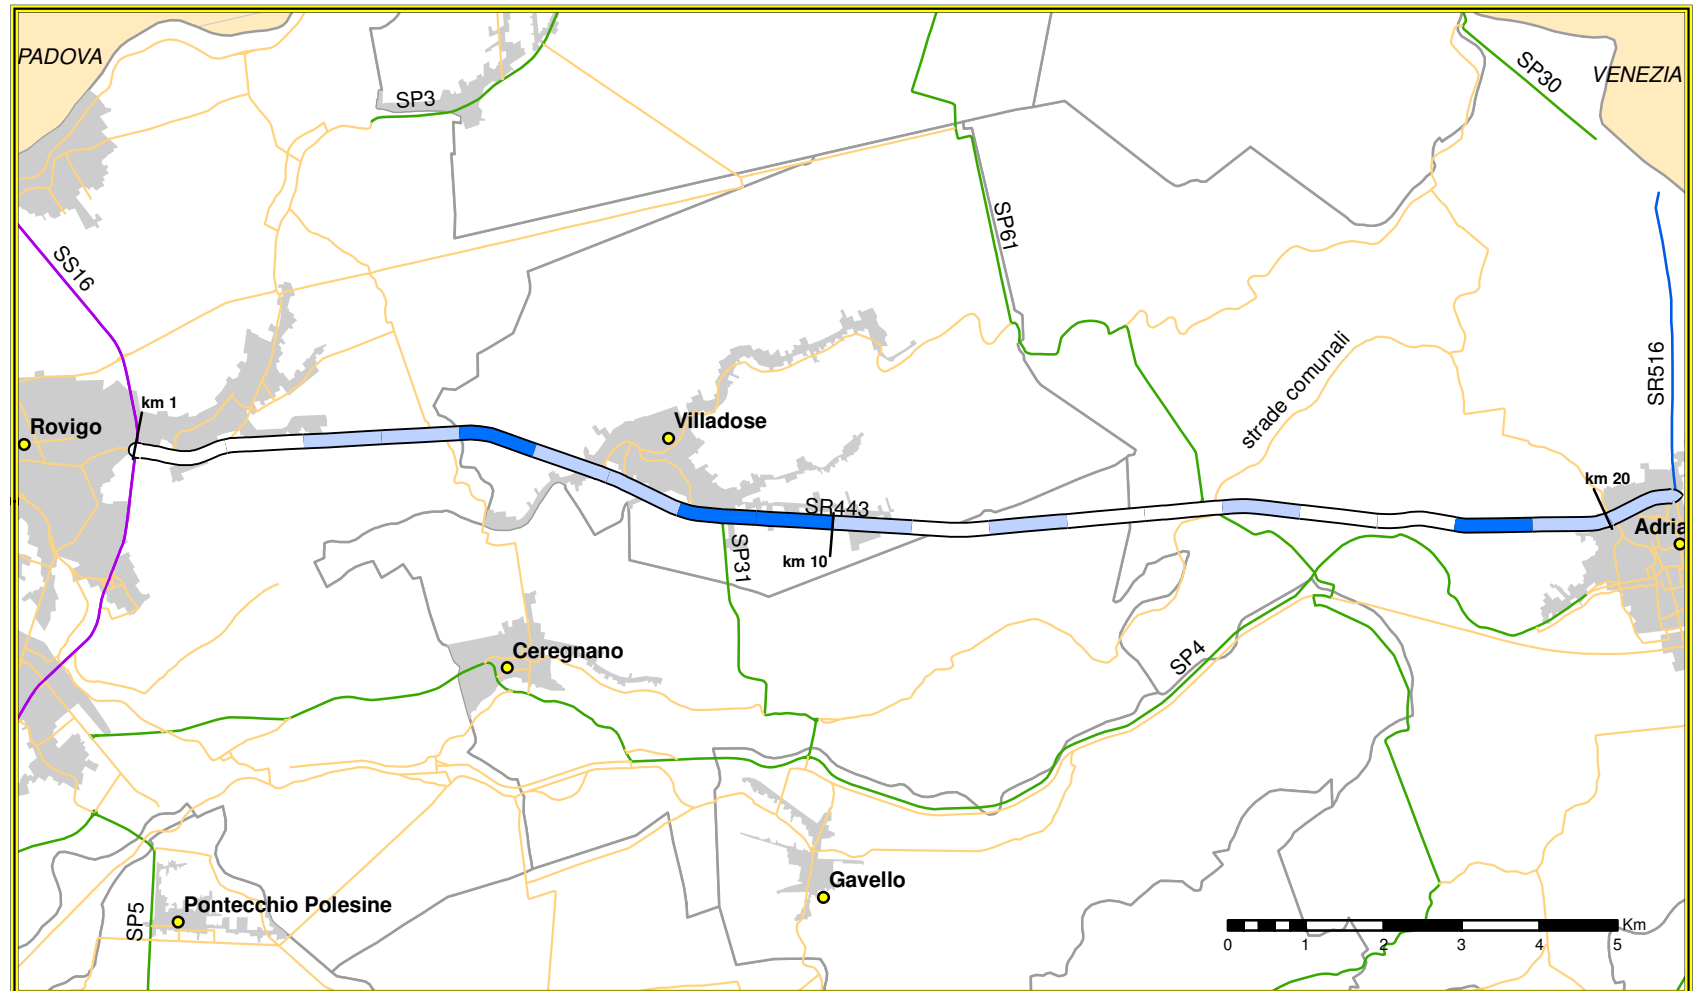 PADOVA
VENEZIA
SP30
SP3
SP61
SS16
strade comunali
SR516
km 1
Rovigo
Villadose
km 20
SR443
Adria
km 10
SP31
Ceregnano
SP4
Gavello
Pontecchio Polesine
SP5
Km
0 1 2 3 4 5